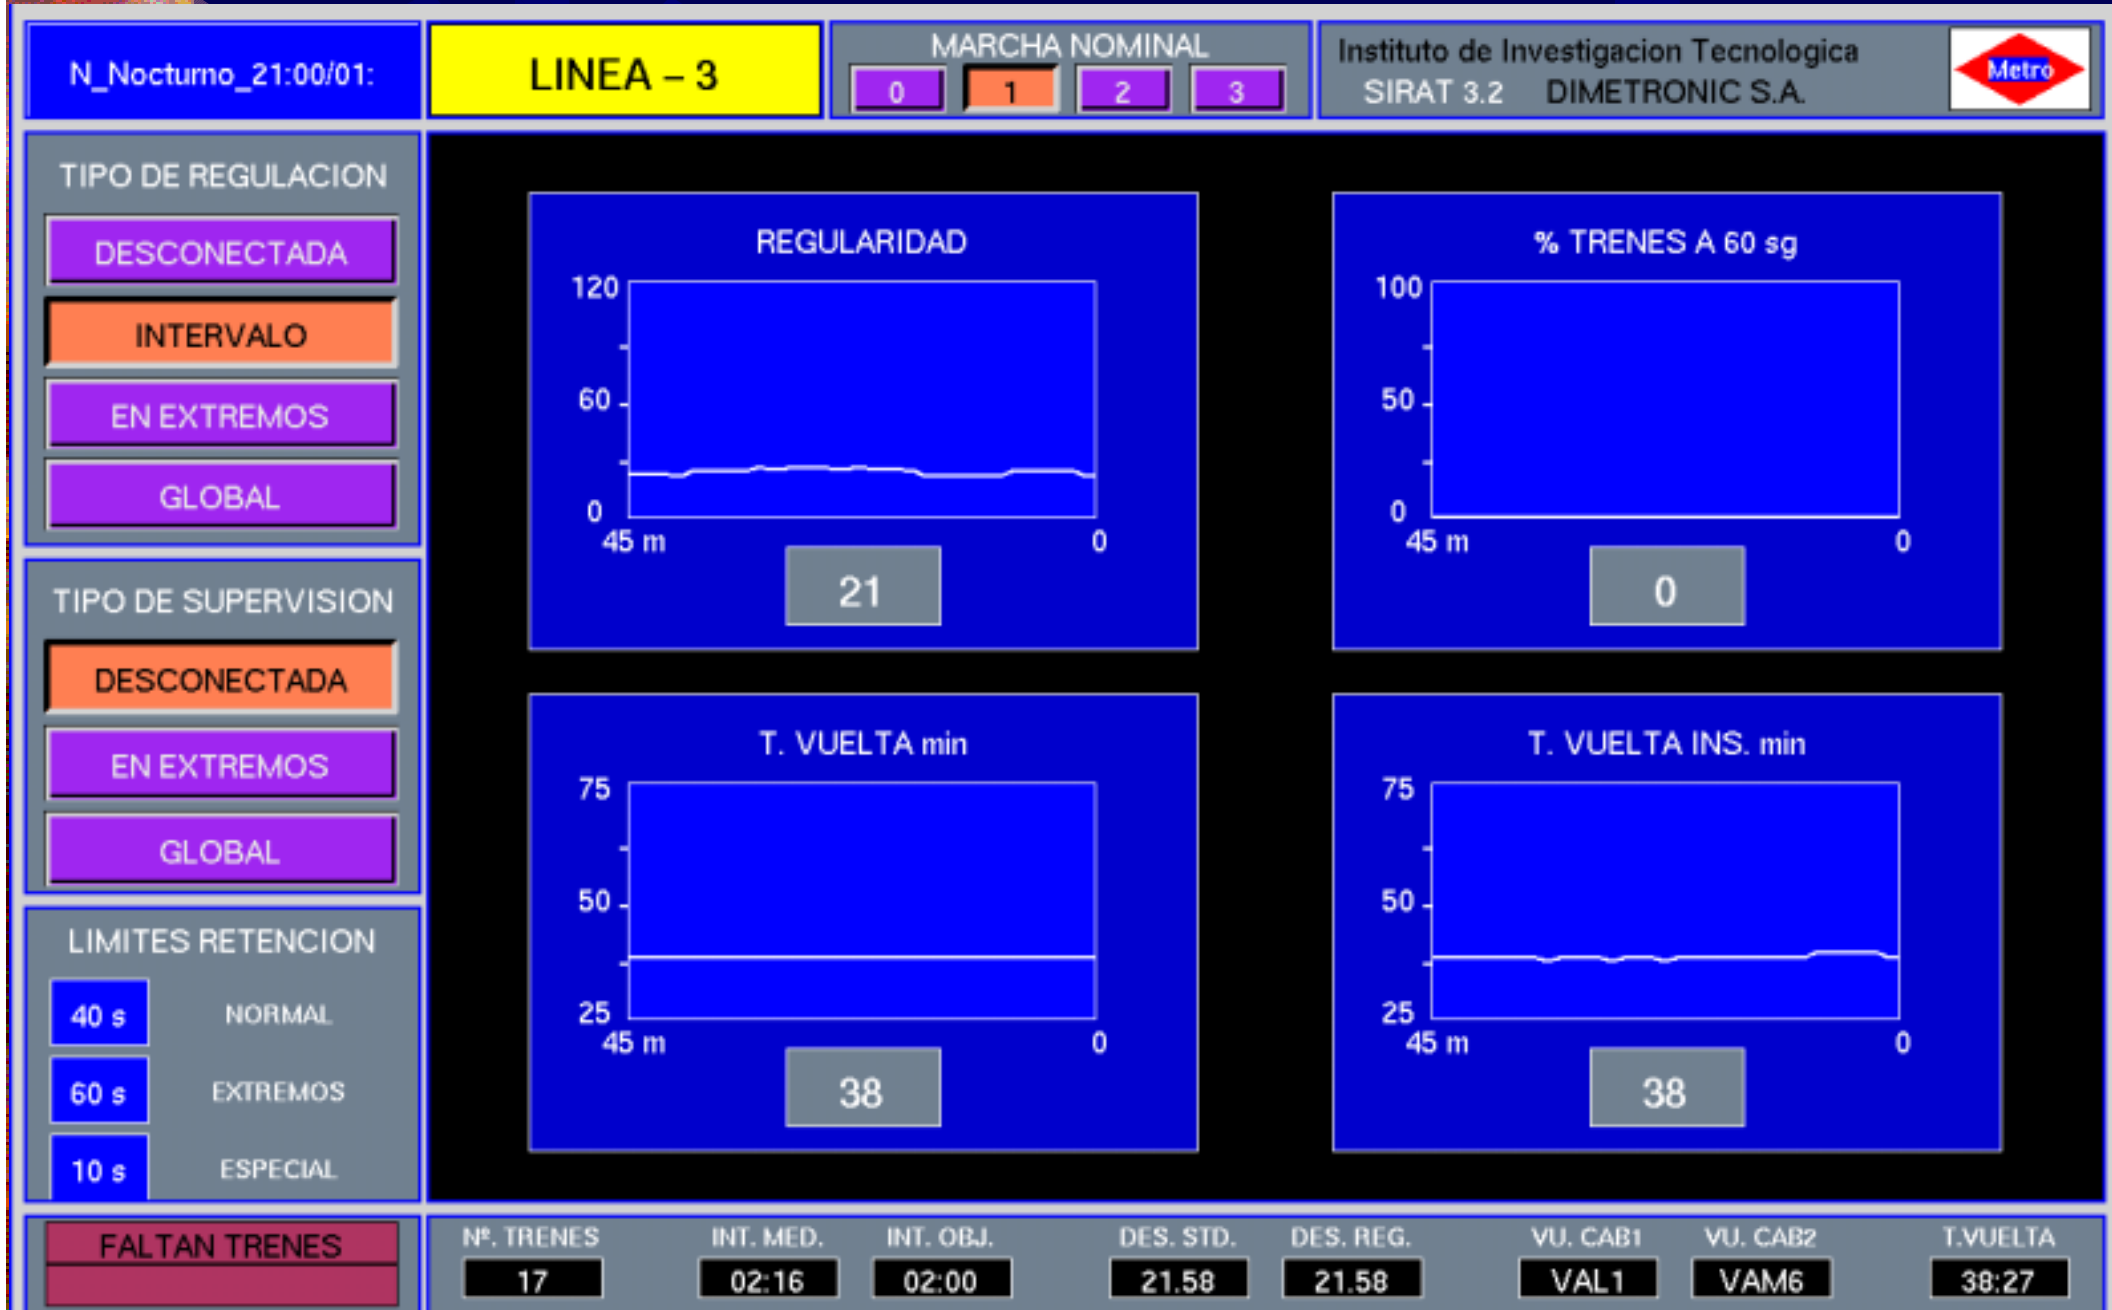 N_Nocturno_21:00/01:
LINEA – 3
MARCHA NOMINAL
0 1 2 3
Instituto de Investigacion Tecnologica
SIRAT 3.2 DIMETRONIC S.A.
Metro
TIPO DE REGULACION
DESCONECTADA
INTERVALO
EN EXTREMOS
GLOBAL
TIPO DE SUPERVISION
DESCONECTADA
EN EXTREMOS
GLOBAL
LIMITES RETENCION
40 s NORMAL
60 s EXTREMOS
10 s ESPECIAL
FALTAN TRENES
REGULARIDAD
120
60
0
45 m 0
21
% TRENES A 60 sg
100
50
0
45 m 0
0
T. VUELTA min
75
50
25
45 m 0
38
T. VUELTA INS. min
75
50
25
45 m 0
38
Nº. TRENES INT. MED. INT. OBJ. DES. STD. DES. REG. VU. CAB1 VU. CAB2 T.VUELTA
17 02:16 02:00 21.58 21.58 VAL1 VAM6 38:27